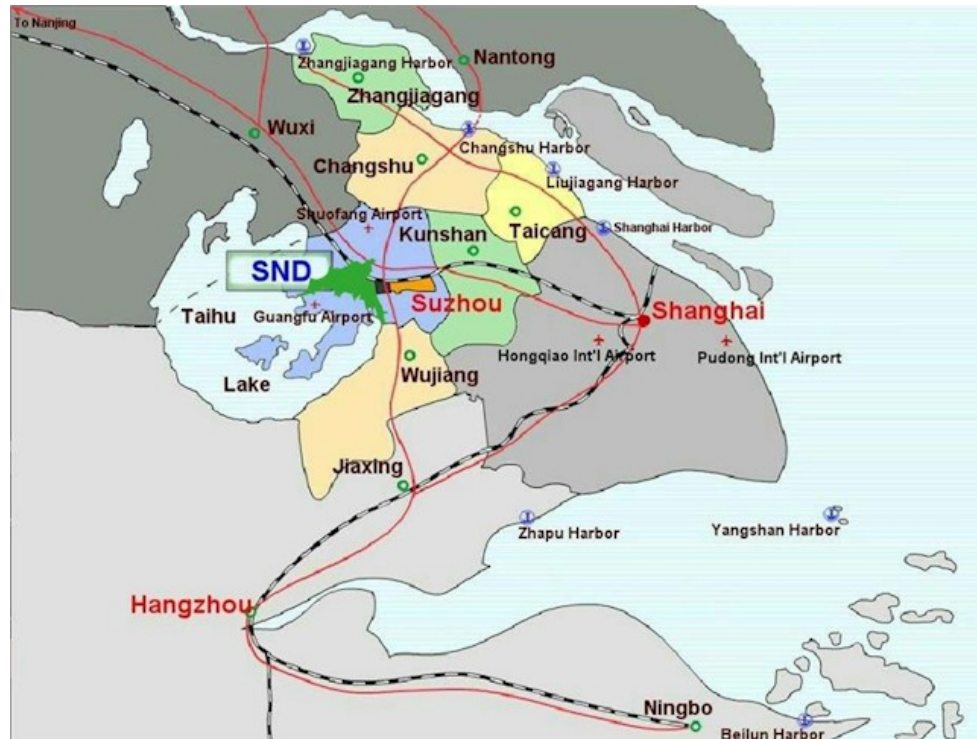 To Nanjing
Zhangjiagang Harbor
Nantong
Zhangjiagang
Wuxi
Changshu Harbor
Changshu
Liujiagang Harbor
Shuofang Airport
Kunshan
Taicang
Shanghai Harbor
SND
Suzhou
Shanghai
Taihu
Guangfu Airport
Hongqiao Int'l Airport
Pudong Int'l Airport
Lake
Wujiang
Jiaxing
Zhapu Harbor
Yangshan Harbor
Hangzhou
Ningbo
Beilun Harbor